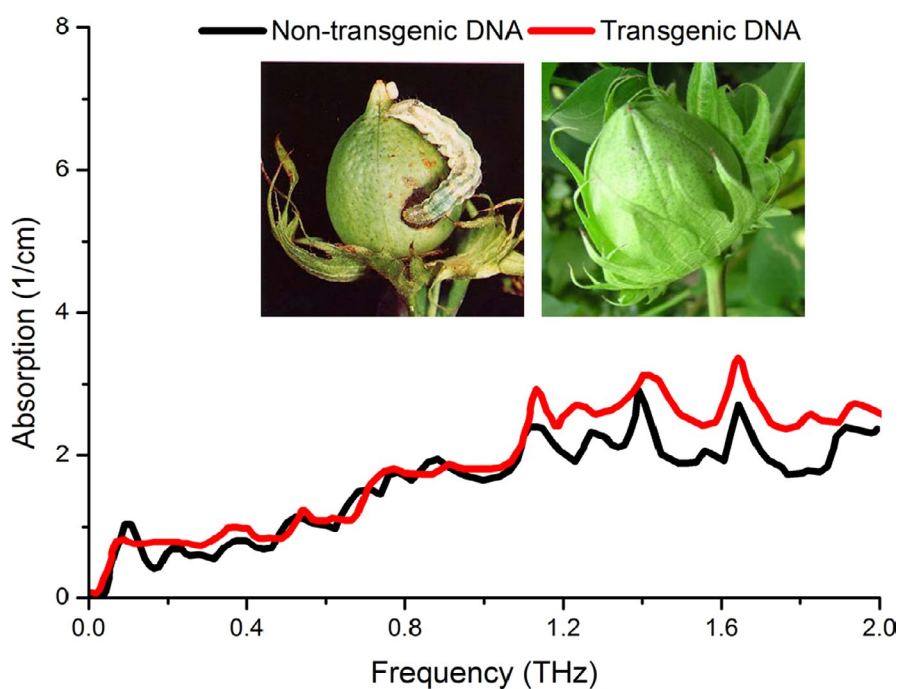 Non-transgenic DNA Transgenic DNA
8
6
4
2
0
Absorption (1/cm)
0.0 0.4 0.8 1.2 1.6 2.0
Frequency (THz)